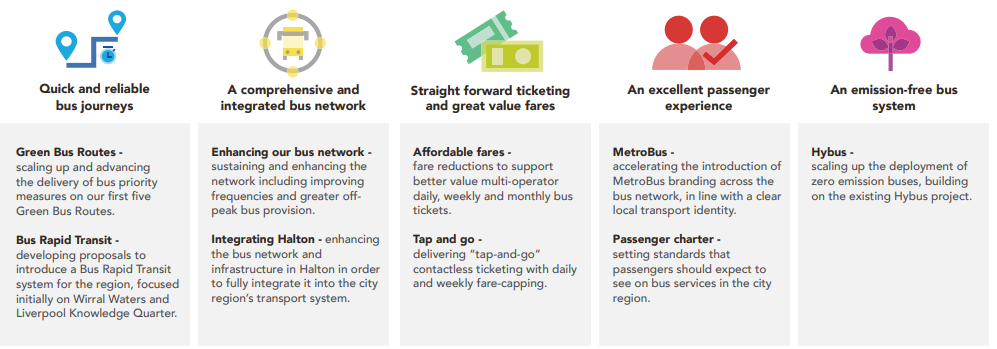 Quick and reliable
bus journeys
Green Bus Routes -
scaling up and advancing
the delivery of bus priority
measures on our first five
Green Bus Routes.
Bus Rapid Transit -
developing proposals to
introduce a Bus Rapid Transit
system for the region, focused
initially on Wirral Waters and
Liverpool Knowledge Quarter.
A comprehensive and
integrated bus network
Enhancing our bus network -
sustaining and enhancing the
network including improving
frequencies and greater off-
peak bus provision.
Integrating Halton - enhancing
the bus network and
infrastructure in Halton in order
to fully integrate it into the city
region's transport system.
Straight forward ticketing
and great value fares
Affordable fares -
fare reductions to support
better value multi-operator
daily, weekly and monthly bus
tickets.
Tap and go -
delivering “tap-and-go”
contactless ticketing with daily
and weekly fare-capping.
An excellent passenger
experience
MetroBus -
accelerating the introduction of
MetroBus branding across the
bus network, in line with a clear
local transport identity.
Passenger charter -
setting standards that
passengers should expect to
see on bus services in the city
region.
An emission-free bus
system
Hybus -
scaling up the deployment of
zero emission buses, building
on the existing Hybus project.